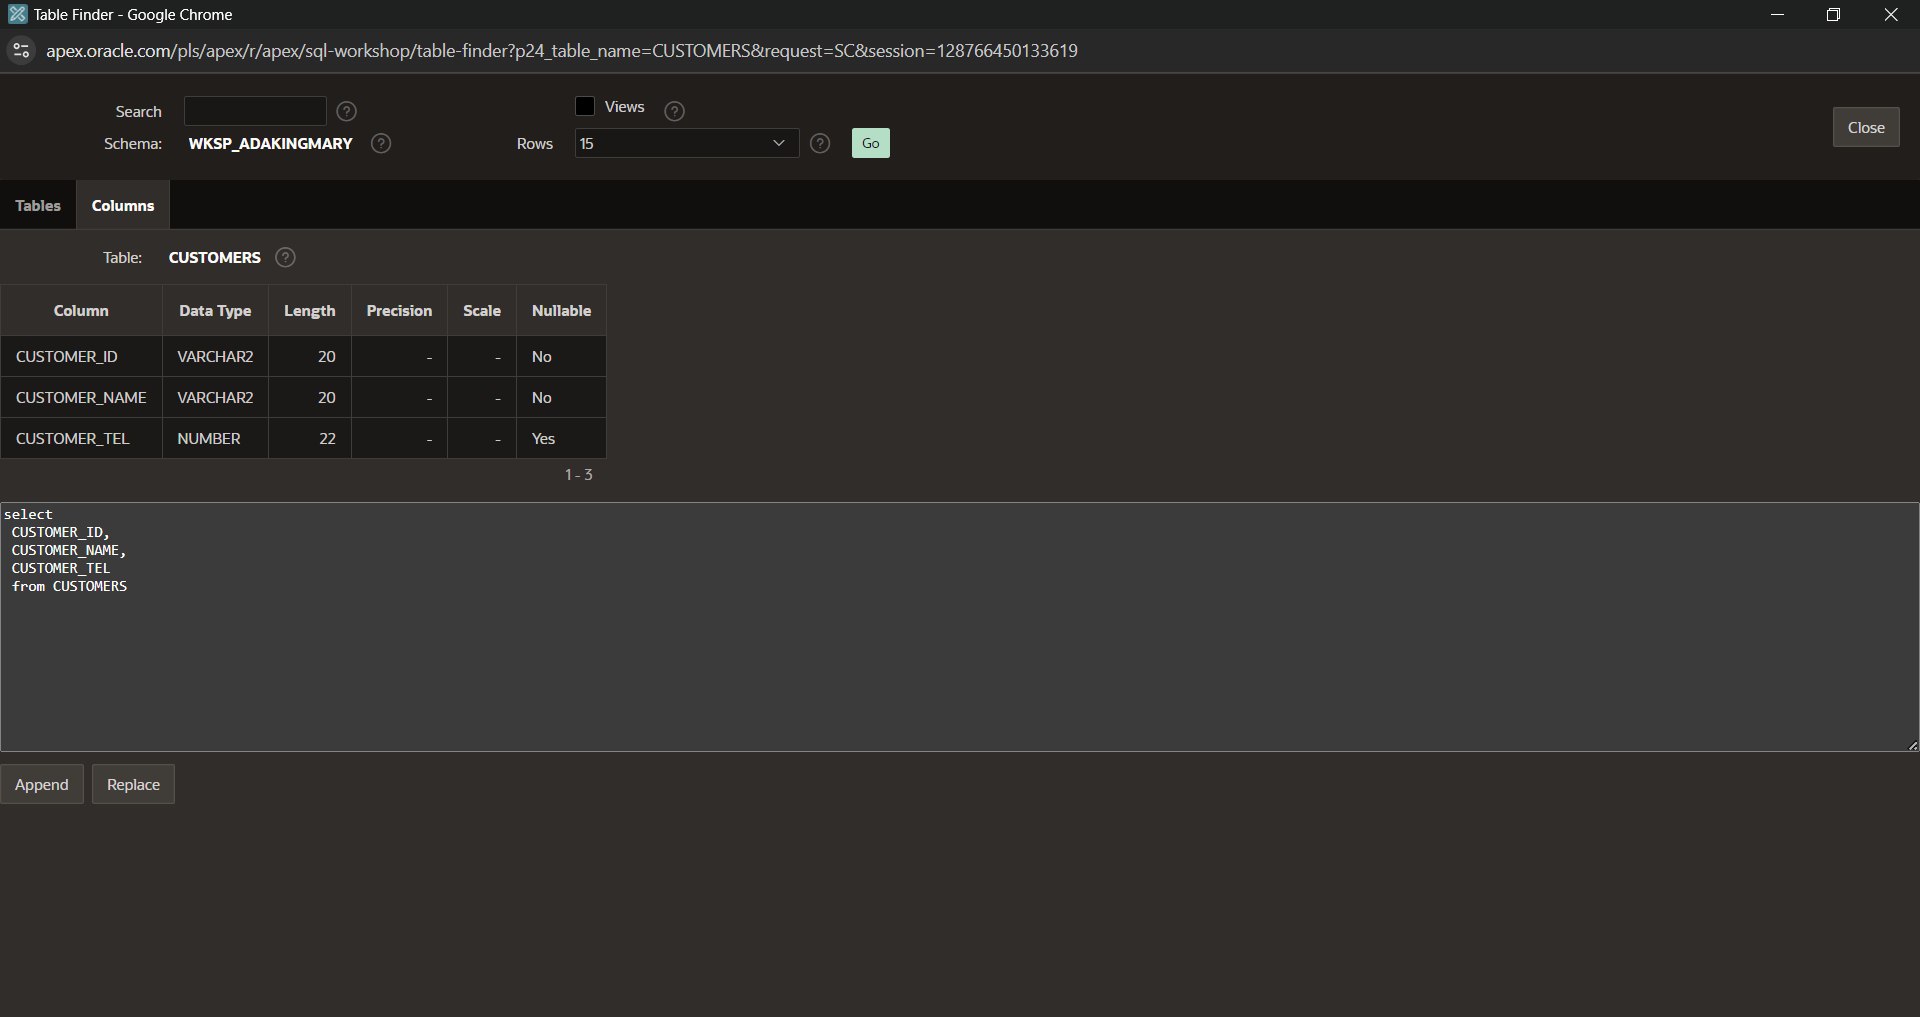 Table Finder - Google Chrome
apex.oracle.com/pls/apex/r/apex/sql-workshop/table-finder?p24_table_name=CUSTOMERS&request=SC&session=128766450133619
Search ? Views ?
Schema: WKSP_ADAKINGMARY ? Rows 15 ? Go
Close
Tables Columns
Table: CUSTOMERS ?
Column Data Type Length Precision Scale Nullable
CUSTOMER_ID VARCHAR2 20 - - No
CUSTOMER_NAME VARCHAR2 20 - - No
CUSTOMER_TEL NUMBER 22 - - Yes
1 - 3
select
CUSTOMER_ID,
CUSTOMER_NAME,
CUSTOMER_TEL
from CUSTOMERS
Append Replace